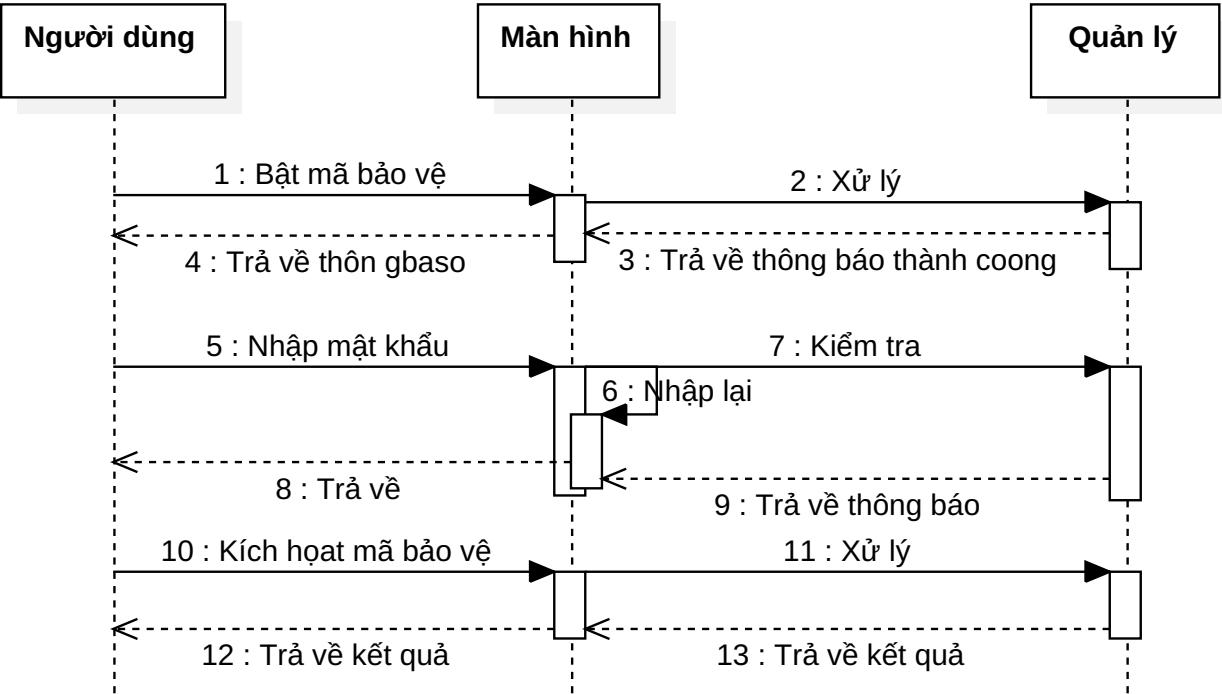 Người dùng
Màn hình
Quản lý
1 : Bật mã bảo vệ
2 : Xử lý
4 : Trả về thôn gbaso
3 : Trả về thông báo thành coong
5 : Nhập mật khẩu
7 : Kiểm tra
6 : Nhập lại
8 : Trả về
9 : Trả về thông báo
10 : Kích họat mã bảo vệ
11 : Xử lý
12 : Trả về kết quả
13 : Trả về kết quả